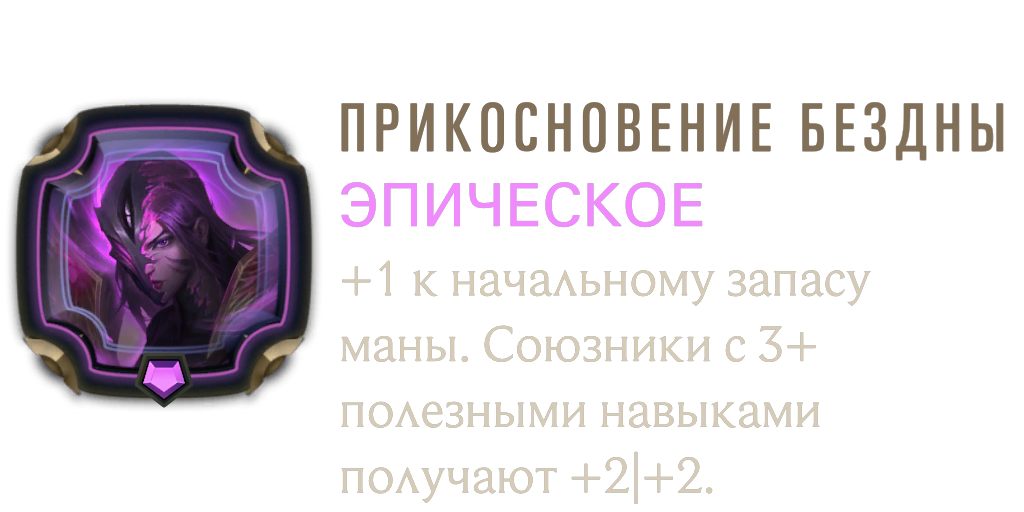 ПРИКОСНОВЕНИЕ БЕЗДНЫ
ЭПИЧЕСКОЕ
+1 к начальному запасу
маны. Союзники с 3+
полезными навыками
получают +2|+2.